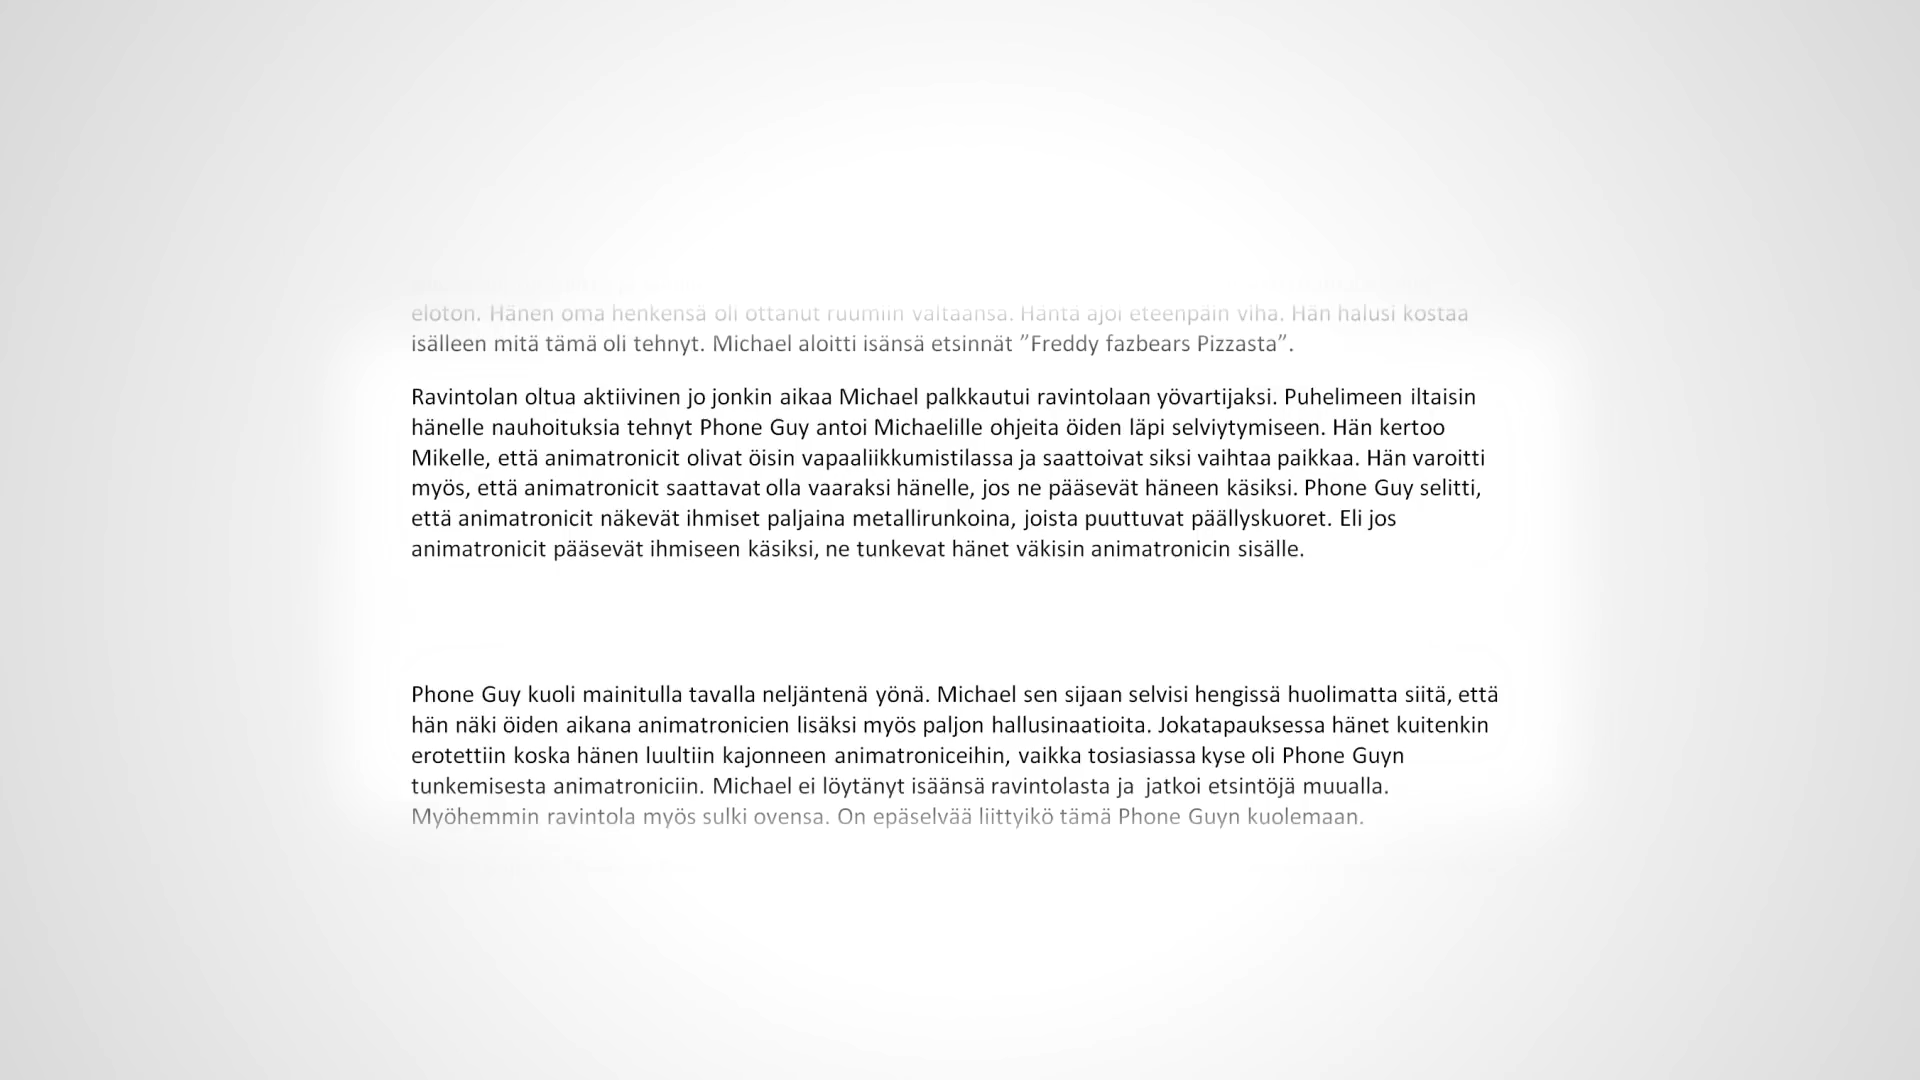 eloton. Hänen oma henkensä oli ottanut ruumiin valtaansa. Häntä ajoi eteenpäin viha. Hän halusi kostaa
isälleen mitä tämä oli tehnyt. Michael aloitti isänsä etsinnät ”Freddy fazbears Pizzasta”.
Ravintolan oltua aktiivinen jo jonkin aikaa Michael palkkautui ravintolaan yövartijaksi. Puhelimeen iltaisin
hänelle nauhoituksia tehnyt Phone Guy antoi Michaelille ohjeita öiden läpi selviytymiseen. Hän kertoo
Mikelle, että animatronicit olivat öisin vapaaliikkumistilassa ja saattoivat siksi vaihtaa paikkaa. Hän varoitti
myös, että animatronicit saattavat olla vaaraksi hänelle, jos ne pääsevät häneen käsiksi. Phone Guy selitti,
että animatronicit näkevät ihmiset paljaina metallirunkoina, joista puuttuvat päällyskuoret. Eli jos
animatronicit pääsevät ihmiseen käsiksi, ne tunkevat hänet väkisin animatronicin sisälle.
Phone Guy kuoli mainitulla tavalla neljäntenä yönä. Michael sen sijaan selvisi hengissä huolimatta siitä, että
hän näki öiden aikana animatronicien lisäksi myös paljon hallusinaatioita. Jokatapauksessa hänet kuitenkin
erotettiin koska hänen luultiin kajonneen animatroniceihin, vaikka tosiasiassa kyse oli Phone Guyn
tunkemisesta animatroniciin. Michael ei löytänyt isäänsä ravintolasta ja jatkoi etsintöjä muualla.
Myöhemmin ravintola myös sulki ovensa. On epäselvää liittyikö tämä Phone Guyn kuolemaan.